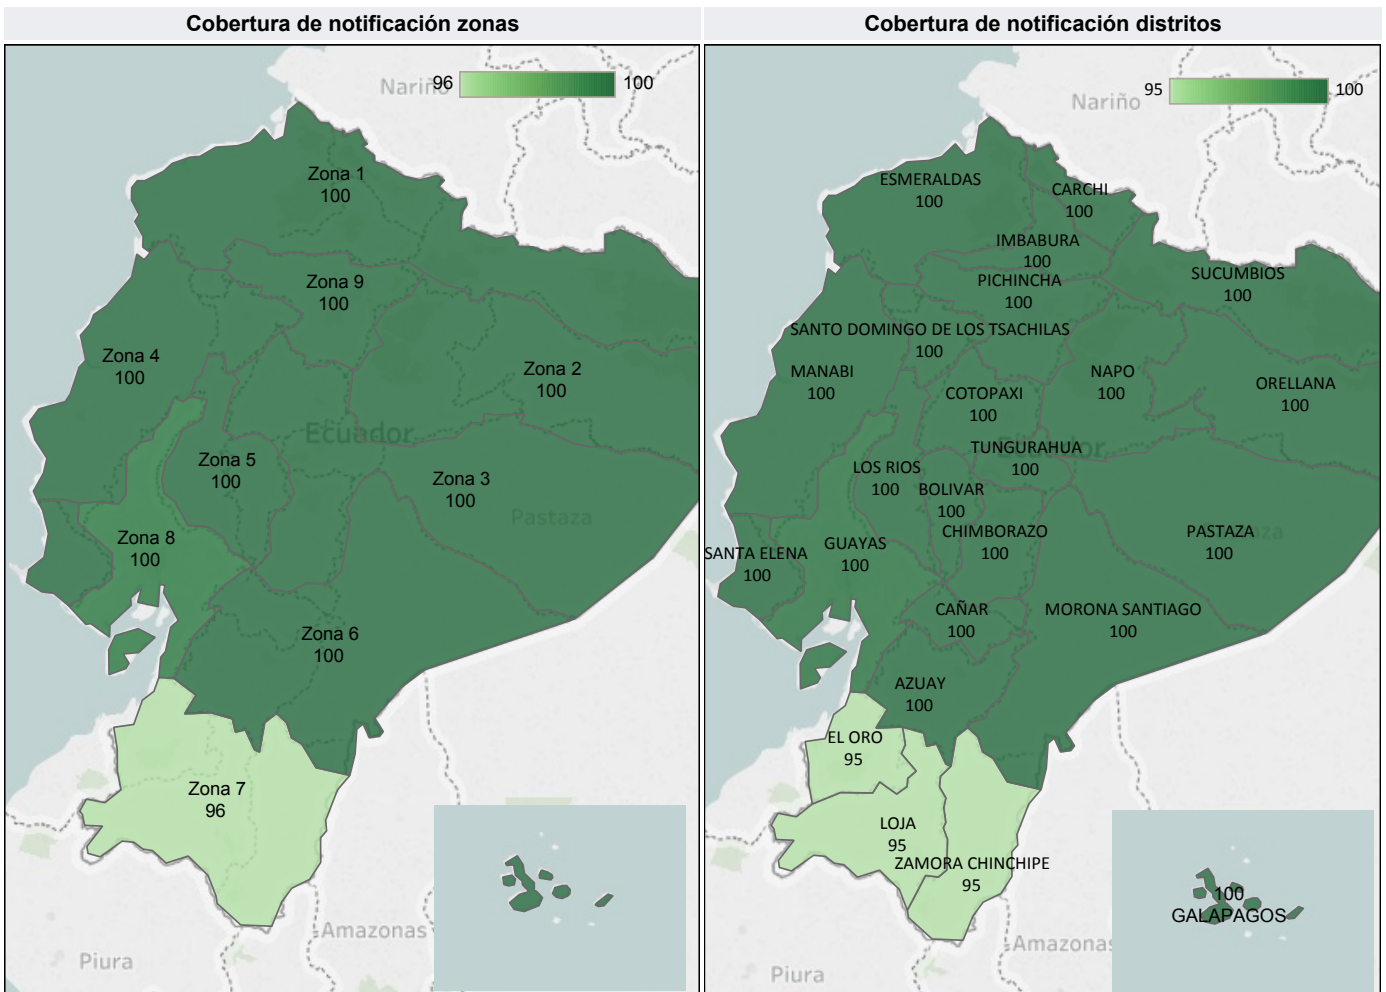 Cobertura de notificación zonas
Nariño
96
100
Zona 1
100
Zona 9
100
Zona 4
100
Zona 2
100
Ecuador
Zona 5
100
Zona 3
100
Pastaza
Zona 8
100
Zona 6
100
Zona 7
96
Amazonas
Piura
Cobertura de notificación distritos
95
100
Nariño
ESMERALDAS
100
CARCHI
100
IMBABURA
100
PICHINCHA
100
SUCUMBIOS
100
SANTO DOMINGO DE LOS TSACHILAS
100
MANABI
100
NAPO
100
ORELLANA
100
COTOPAXI
100
TUNGURAHUA
100
LOS RIOS
100
BOLIVAR
100
CHIMBORAZO
100
PASTAZA
100
SANTA ELENA
100
GUAYAS
100
CAÑAR
100
MORONA SANTIAGO
100
AZUAY
100
EL ORO
95
LOJA
95
ZAMORA CHINCHIPE
95
100
GALAPAGOS
Amazonas
Piura